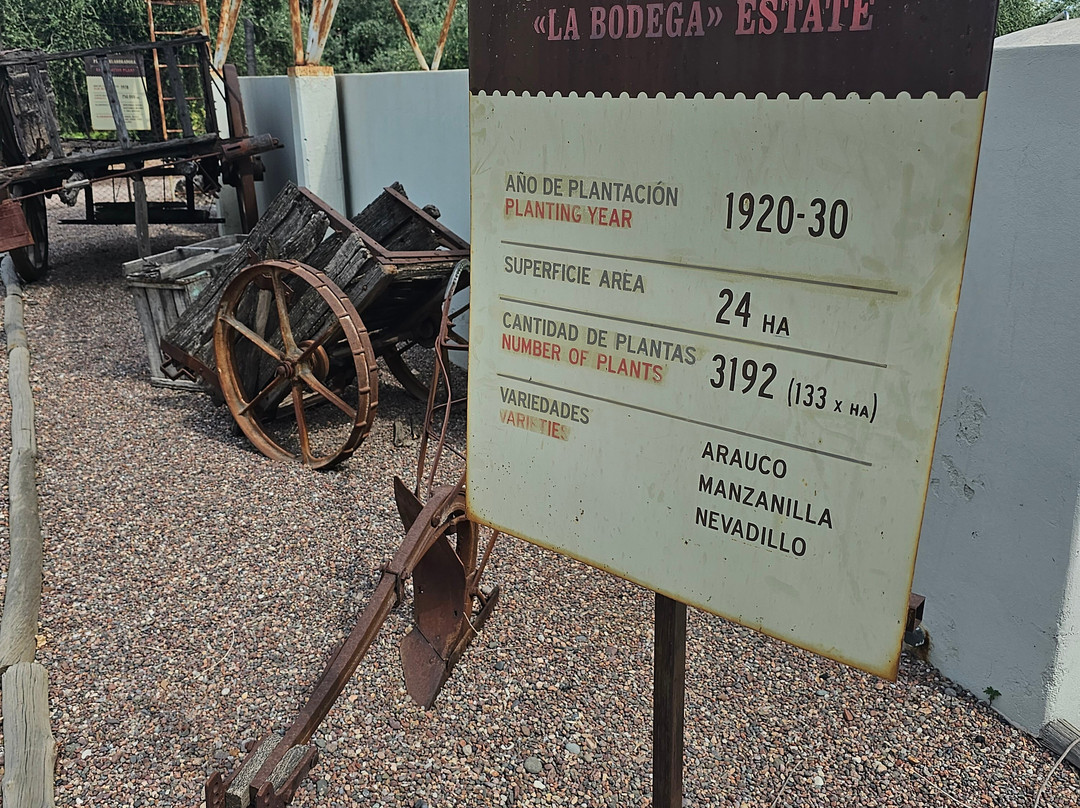 «LA BODEGA» ESTATE
AÑO DE PLANTACIÓN
PLANTING YEAR
1920-30
SUPERFICIE AREA
24 HA
CANTIDAD DE PLANTAS
NUMBER OF PLANTS
3192 (133 x HA)
VARIEDADES
VARIETIES
ARAUCO
MANZANILLA
NEVADILLO